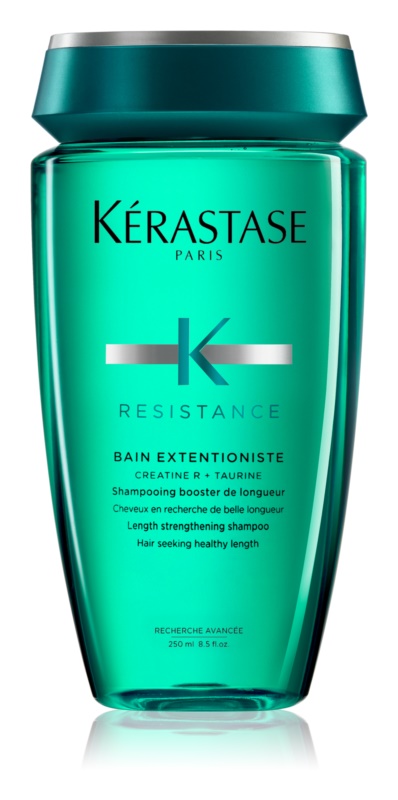 KÉRASTASE
PARIS
K
RESISTANCE
BAIN EXTENTIONISTE
CREATINE R + TAURINE
Shampooing booster de longueur
Cheveux en recherche de belle longueur
Length strengthening shampoo
Hair seeking healthy length
RECHERCHE AVANCÉE
250 ml 8.5 fl.oz.